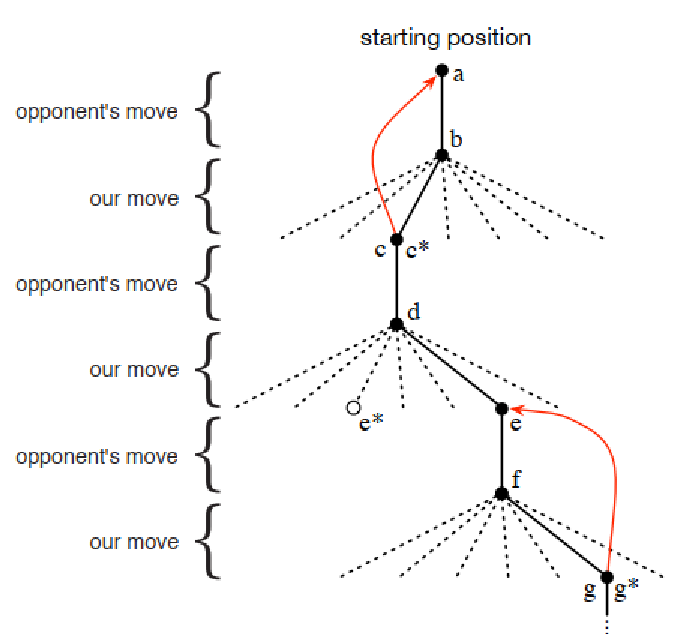 starting position
a
opponent's move
b
our move
c c*
opponent's move
d
our move
e* e
opponent's move
f
our move
g g*